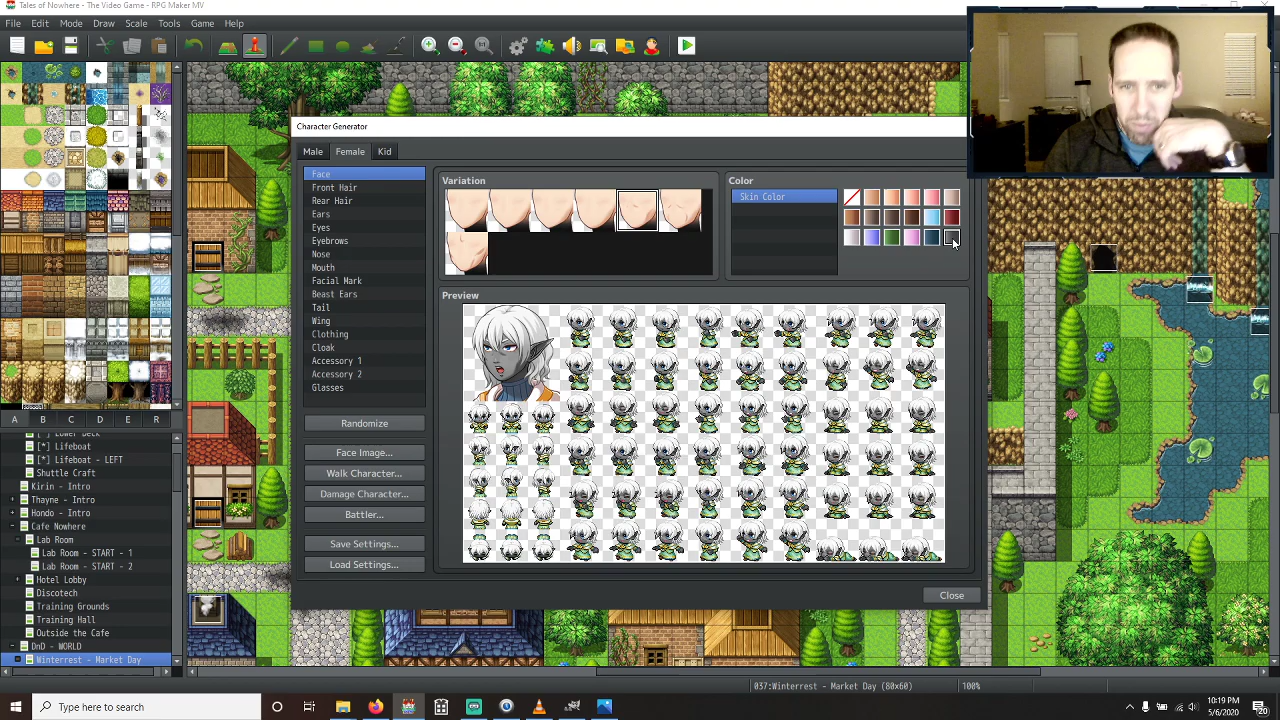 Tales of Nowhere - The Video Game - RPG Maker MV
File Edit Mode Draw Scale Tools Game Help
Character Generator
Male Female Kid
Face
Front Hair
Rear Hair
Ears
Eyes
Eyebrows
Nose
Mouth
Facial Mark
Beast Ears
Tail
Wing
Clothing
Cloak
Accessory 1
Accessory 2
Glasses
Randomize
Face Image...
Walk Character...
Damage Character...
Battler...
Save Settings...
Load Settings...
Variation
Color
Skin Color
Preview
Close
A B C D E R
[*] Lower Deck
[*] Lifeboat
[*] Lifeboat - LEFT
Shuttle Craft
Kirin - Intro
Thayne - Intro
Hondo - Intro
Cafe Nowhere
Lab Room
Lab Room - START - 1
Lab Room - START - 2
Hotel Lobby
Discotech
Training Grounds
Training Hall
Outside the Cafe
DnD - WORLD
Winterrest - Market Day
037:Winterrest - Market Day (80x60) 100%
Type here to search
10:19 PM
5/6/2020
20